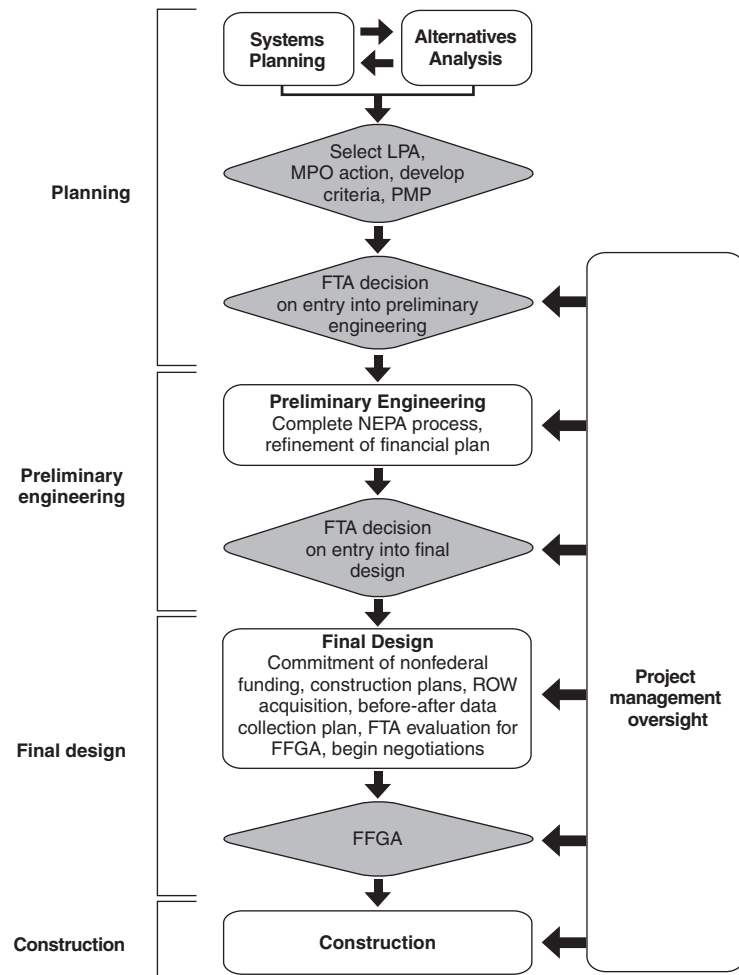 Systems
Planning
Alternatives
Analysis
Planning
Select LPA,
MPO action, develop
criteria, PMP
FTA decision
on entry into preliminary
engineering
Preliminary
engineering
Preliminary Engineering
Complete NEPA process,
refinement of financial plan
FTA decision
on entry into final
design
Final design
Final Design
Commitment of nonfederal
funding, construction plans, ROW
acquisition, before-after data
collection plan, FTA evaluation for
FFGA, begin negotiations
FFGA
Project
management
oversight
Construction
Construction